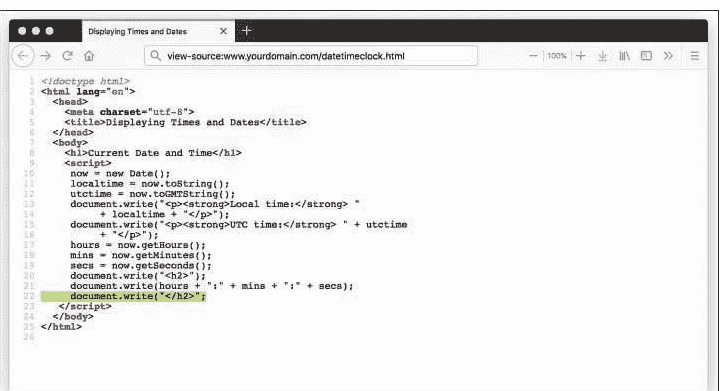 Displaying Times and Dates
view-source:www.yourdomain.com/datetimeclock.html
100%
1 <!doctype html>
2 <html lang="en">
3 <head>
4 <meta charset="utf-8">
5 <title>Displaying Times and Dates</title>
6 </head>
7 <body>
8 <h1>Current Date and Time</h1>
9 <script>
10 now = new Date();
11 localtime = now.toString();
12 utctime = now.toGMTString();
13 document.write("<p><strong>Local time:</strong> "
14 + localtime + "</p>");
15 document.write("<p><strong>UTC time:</strong> " + utctime
16 + "</p>");
17 hours = now.getHours();
18 mins = now.getMinutes();
19 secs = now.getSeconds();
20 document.write("<h2>");
21 document.write(hours + ":" + mins + ":" + secs);
22 document.write("</h2>";
23 </script>
24 </body>
25 </html>
26